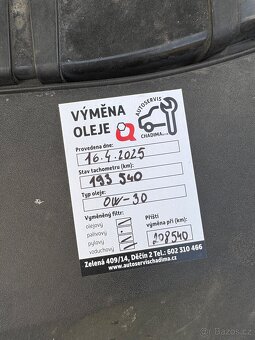 VÝMĚNA
OLEJE
AUTOSERVIS
CHADIMA
Provedena dne:
16.4.2025
Stav tachometru (km):
193 540
Typ oleje:
0W-30
Vyměněný filtr:
olejový
palivový
pylový
vzduchový
Příští
výměna při (km):
208540
Zelená 409/14, Děčín 2 Tel.: 602 310 466
www.autoservischadima.cz
Bazoš.cz